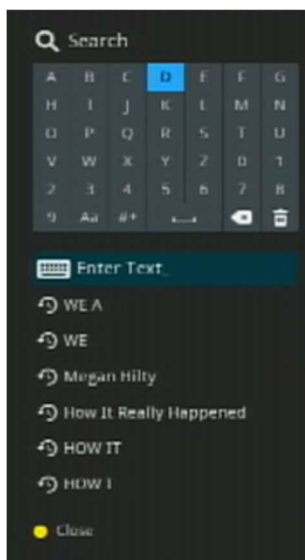 Search
A B C D E F G
H I J K L M N
O P Q R S T U
V W X Y Z 0 1
2 3 4 5 6 7 8
9 Aa #+
Enter Text_
WE A
WE
Megan Hilty
How It Really Happened
HOW IT
HOW I
Close